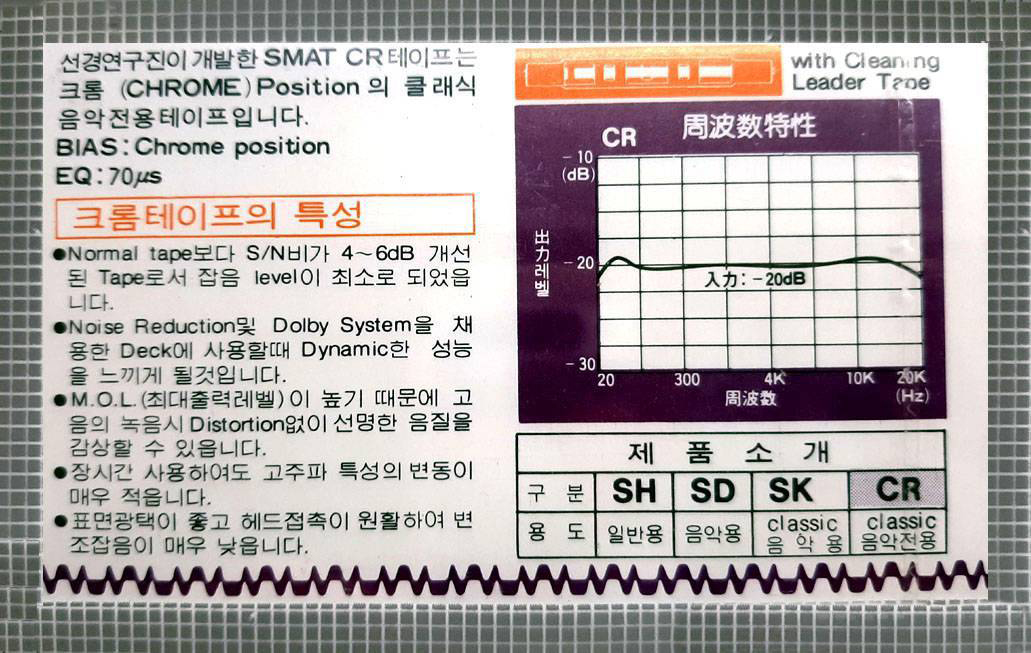 선경연구진이 개발한 SMAT CR테이프는
크롬 (CHROME) Position의 클래식
음악전용테이프입니다.
BIAS: Chrome position
EQ: 70㎲
크롬테이프의 특성
●Normal tape보다 S/N비가 4~6dB 개선
된 Tape로서 잡음 level이 최소로 되었읍
니다.
●Noise Reduction및 Dolby System을 채
용한 Deck에 사용할때 Dynamic한 성능
을 느끼게 될것입니다.
●M.O.L.(최대출력레벨)이 높기 때문에 고
음의 녹음시 Distortion없이 선명한 음질을
감상할 수 있읍니다.
●장시간 사용하여도 고주파 특성의 변동이
매우 적읍니다.
●표면광택이 좋고 헤드접촉이 원활하여 변
조잡음이 매우 낮읍니다.
with Cleaning
Leader Tape
CR 周波數特性
-10
(dB)
出力레벨
-20
入力: -20dB
-30
20 300 4K 10K 20K
周波數 (Hz)
제품소개
구분 SH SD SK CR
용도 일반용 음악용 classic 음악용 classic 음악전용